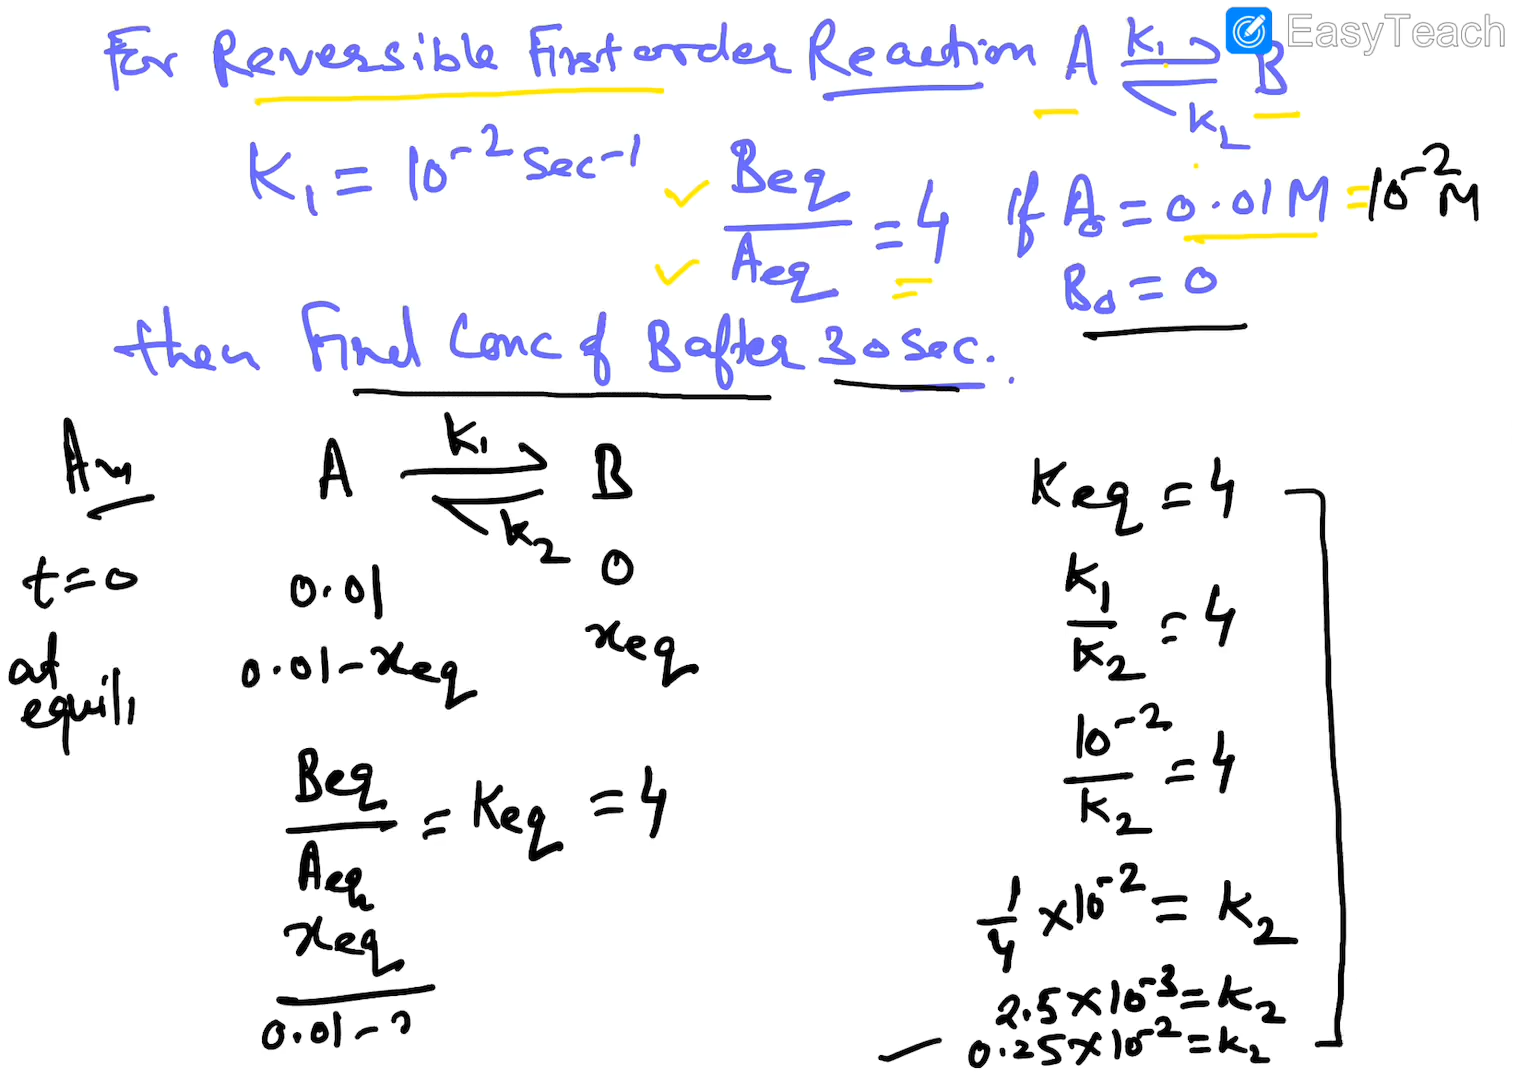 EasyTeach
For Reversible First order Reaction A ⇌ B
K1
K2
K1 = 10^-2 sec^-1
Beq/Aeq = 4 if A0 = 0.01M = 10^-2 M
B0 = 0
then Find Conc of B after 30 sec.
An
A ⇌ B
K1
K2
t=0 0.01 0
at equili 0.01-xeq xeq
Beq/Aeq = Keq = 4
xeq/0.01-
Keq = 4
K1/K2 = 4
10^-2/K2 = 4
1/4 ×10^-2 = K2
2.5×10^-3 = K2
0.25×10^-2 = K2